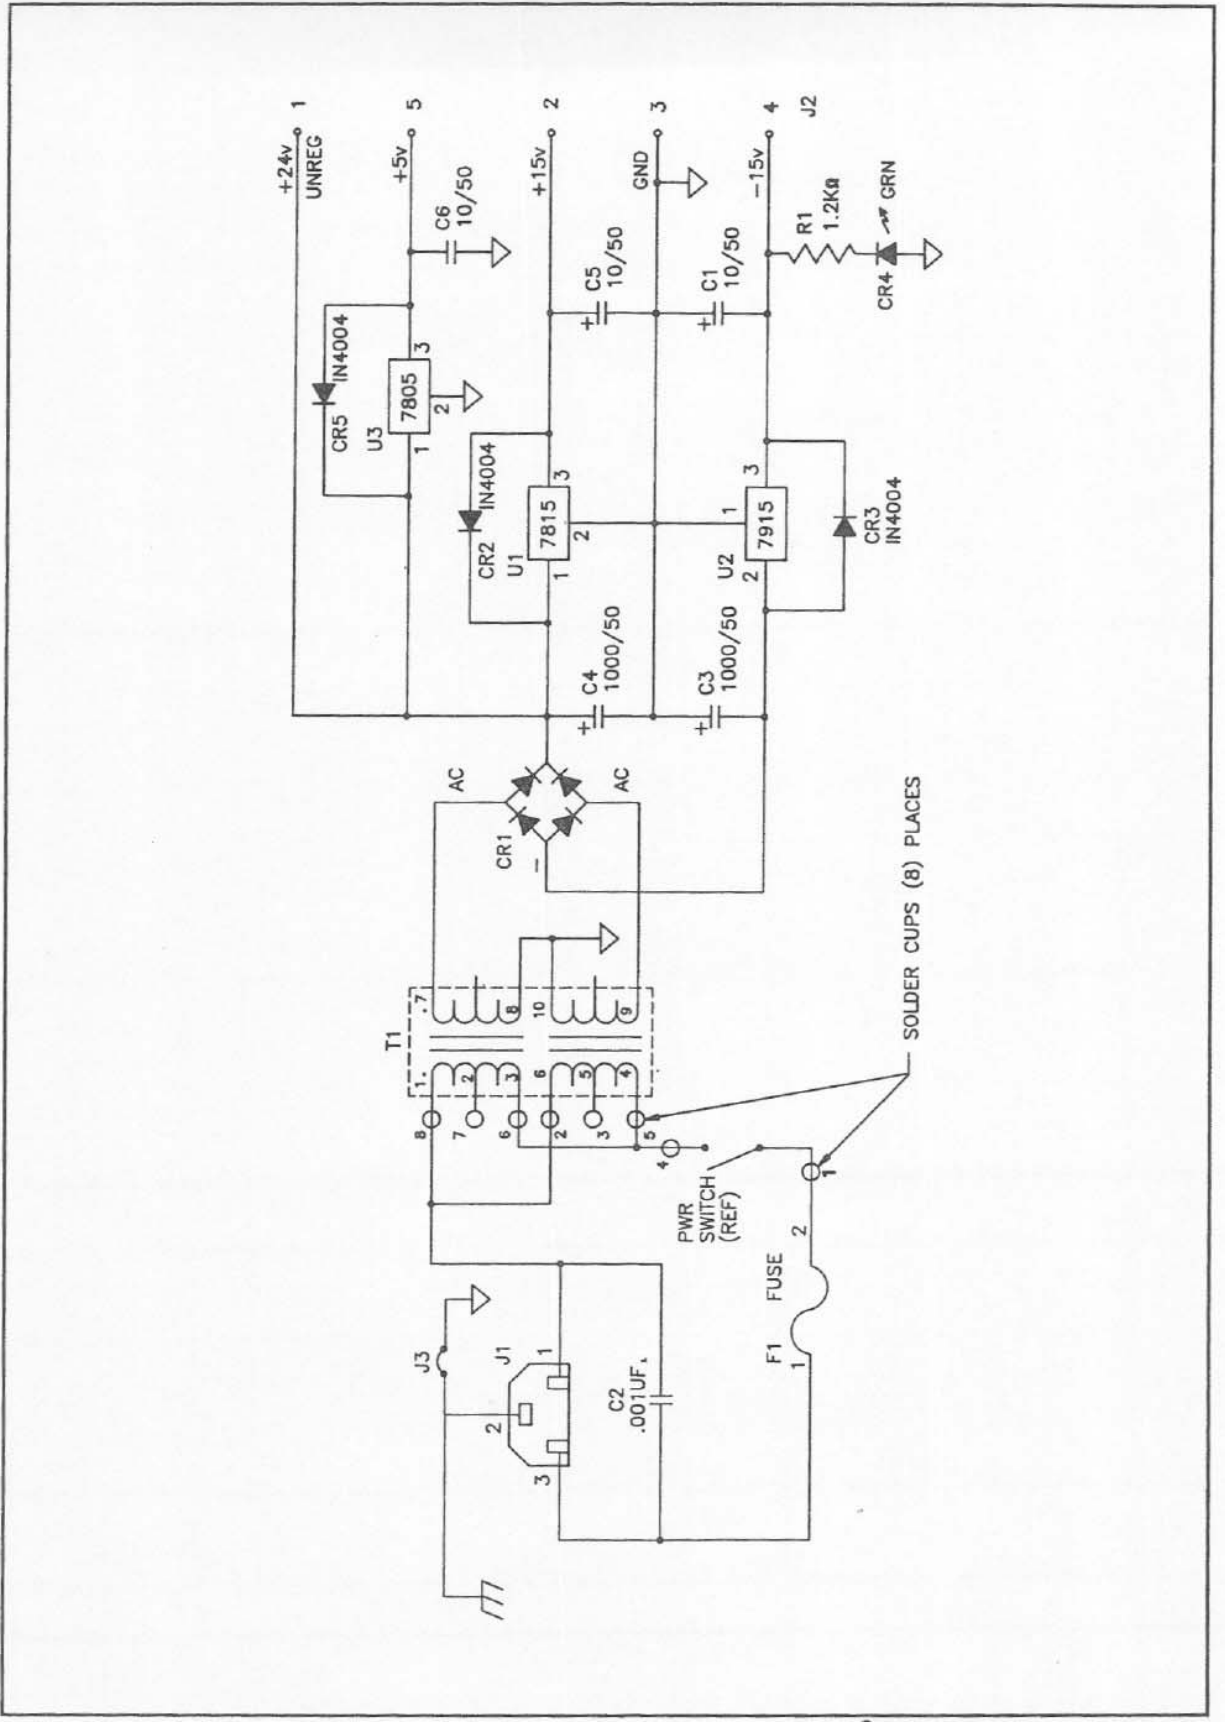 +24v
UNREG
1
+5v
5
C6
10/50
IN4004
CR5
U3
7805
1
2
3
+15v
2
C5
10/50
+
IN4004
CR2
U1
7815
1
2
3
GND
3
C1
10/50
+
-15v
4
J2
R1
1.2KΩ
CR4
GRN
U2
7915
1
2
3
CR3
IN4004
C4
1000/50
+
C3
1000/50
+
AC
AC
CR1
-
T1
1.
2
3
6
5
4
.7
8
10
9
8
7
6
2
3
5
4
1
SOLDER CUPS (8) PLACES
PWR
SWITCH
(REF)
J3
J1
1
2
3
C2
.001UF
FUSE
F1
1
2